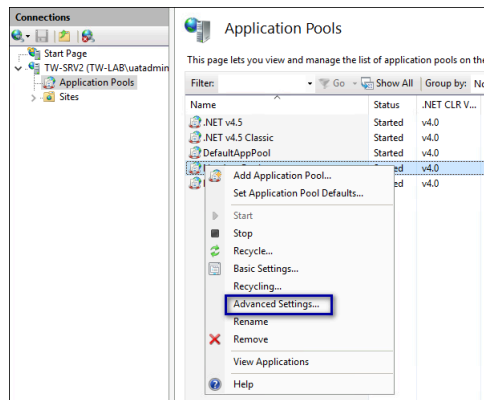 Connections
Start Page
TW-SRV2 (TW-LAB\uatadmin
Application Pools
Sites
Application Pools
This page lets you view and manage the list of application pools on the
Filter:
Go
Show All
Group by:
Name
Status
.NET CLR V...
.NET v4.5
Started
v4.0
.NET v4.5 Classic
Started
v4.0
DefaultAppPool
Started
v4.0
v4.0
v4.0
Add Application Pool...
Set Application Pool Defaults...
Start
Stop
Recycle...
Basic Settings...
Recycling...
Advanced Settings...
Rename
Remove
View Applications
Help